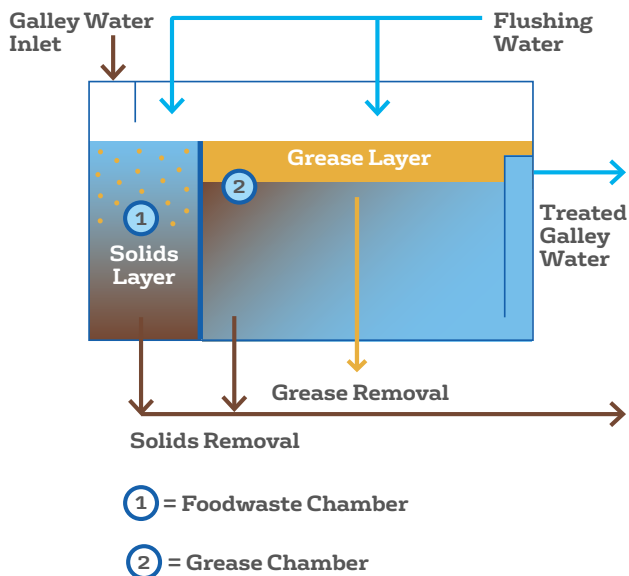 Galley Water
Inlet
Flushing
Water
Grease Layer
2
1
Solids
Layer
Treated
Galley
Water
Grease Removal
Solids Removal
1 = Foodwaste Chamber
2 = Grease Chamber